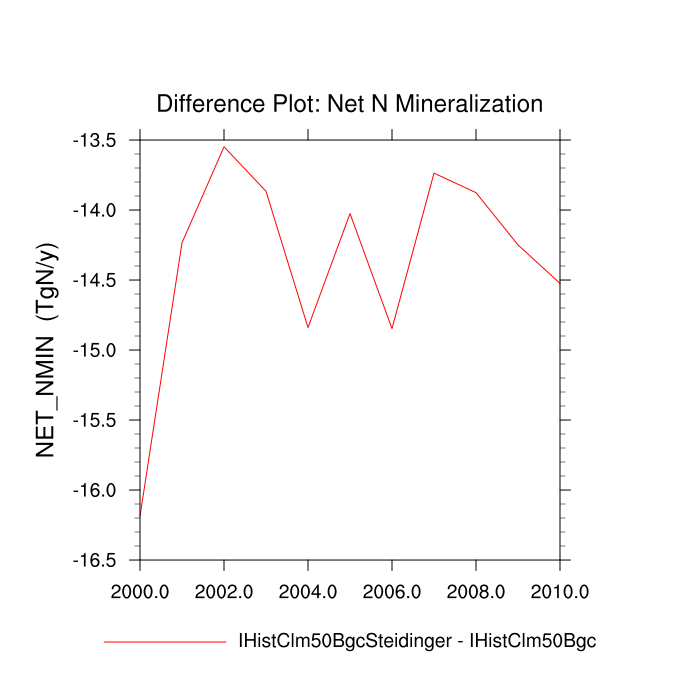 Difference Plot: Net N Mineralization
-13.5
-14.0
-14.5
-15.0
-15.5
-16.0
-16.5
NET_NMIN (TgN/y)
2000.0 2002.0 2004.0 2006.0 2008.0 2010.0
IHistClm50BgcSteidinger - IHistClm50Bgc